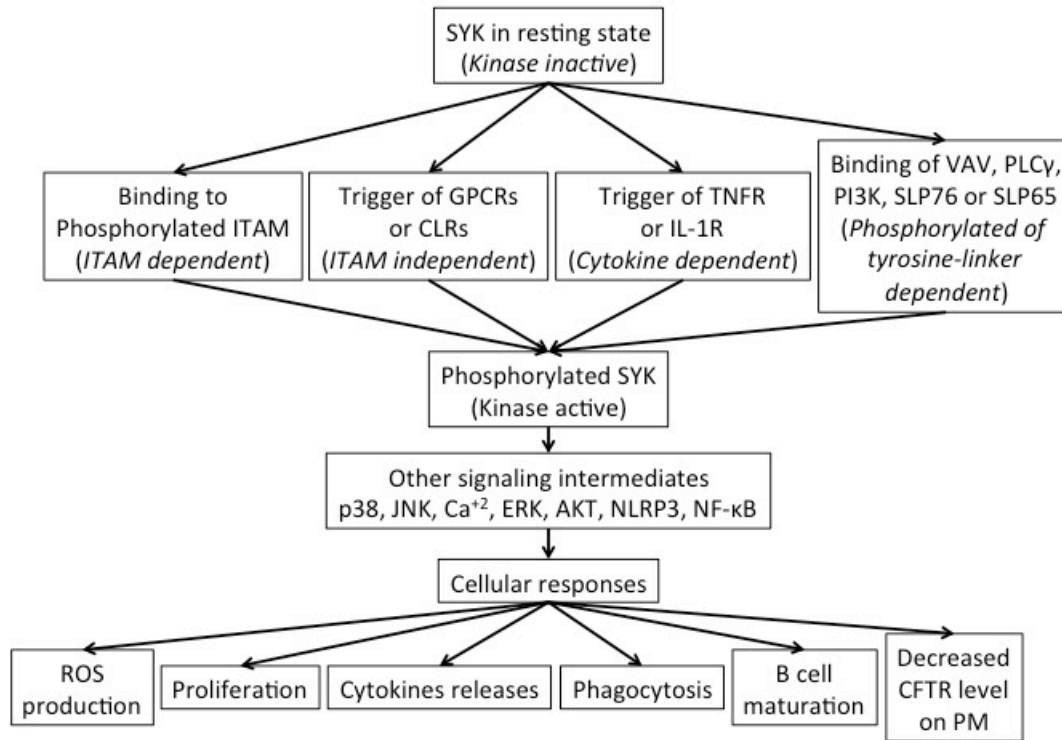 SYK in resting state
(Kinase inactive)
Binding to
Phosphorylated ITAM
(ITAM dependent)
Trigger of GPCRs
or CLRs
(ITAM independent)
Trigger of TNFR
or IL-1R
(Cytokine dependent)
Binding of VAV, PLCγ,
PI3K, SLP76 or SLP65
(Phosphorylated of
tyrosine-linker
dependent)
Phosphorylated SYK
(Kinase active)
Other signaling intermediates
p38, JNK, Ca⁺², ERK, AKT, NLRP3, NF-κB
Cellular responses
ROS
production
Proliferation
Cytokines releases
Phagocytosis
B cell
maturation
Decreased
CFTR level
on PM